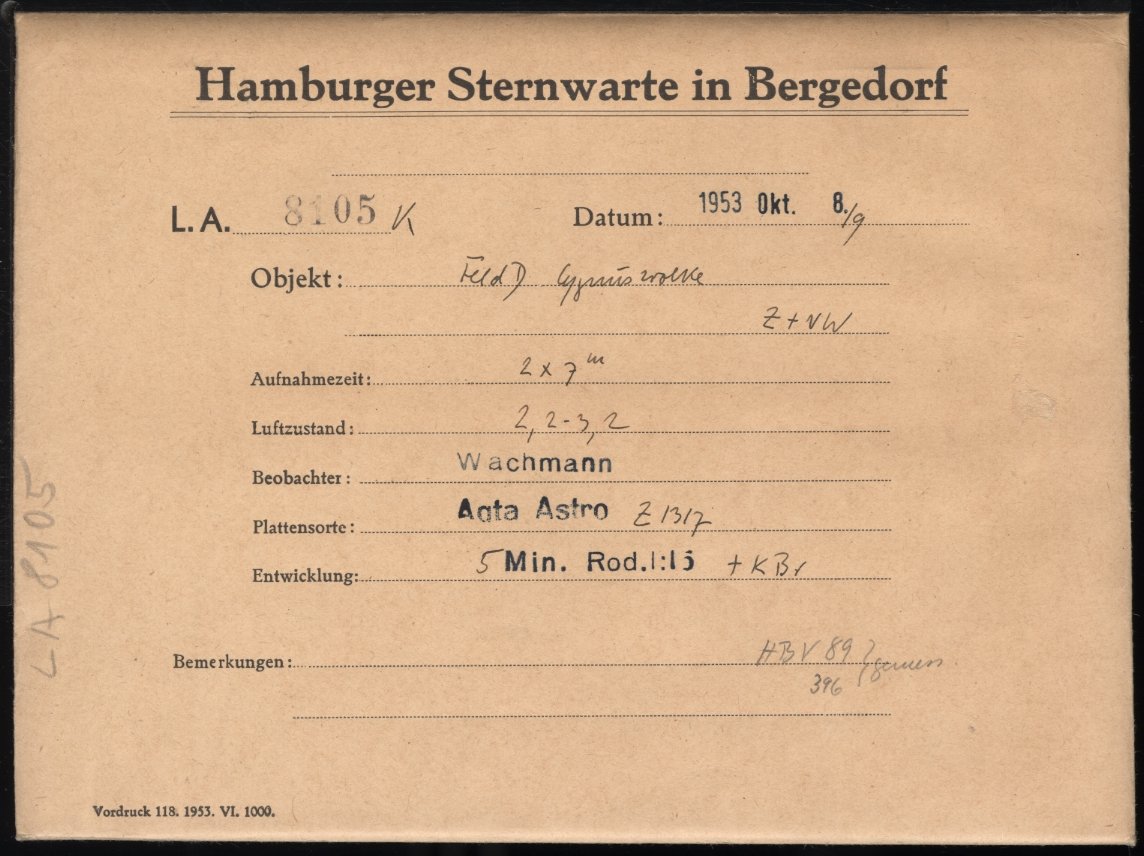 Hamburger Sternwarte in Bergedorf
L. A. 8105 K
Datum: 1953 Okt. 8./9
Objekt: Feld D Cygnuswolke
Z + NW
Aufnahmezeit: 2 x 7 m
Luftzustand: 2, 2-3, 2
Beobachter: Wachmann
Plattensorte: Agfa Astro Z 1317
Entwicklung: 5 Min. Rod. 1:15 + KBr
Bemerkungen: HBV 89
396
LA 8105
Vordruck 118. 1953. VI. 1000.